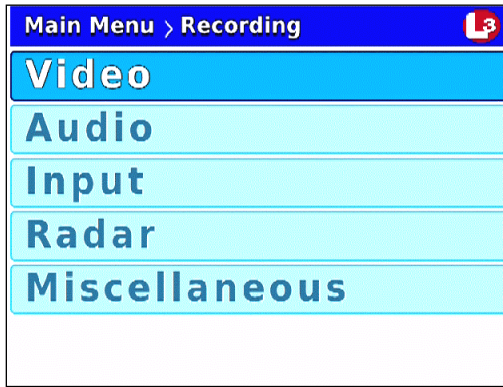 Main Menu > Recording
L3
Video
Audio
Input
Radar
Miscellaneous